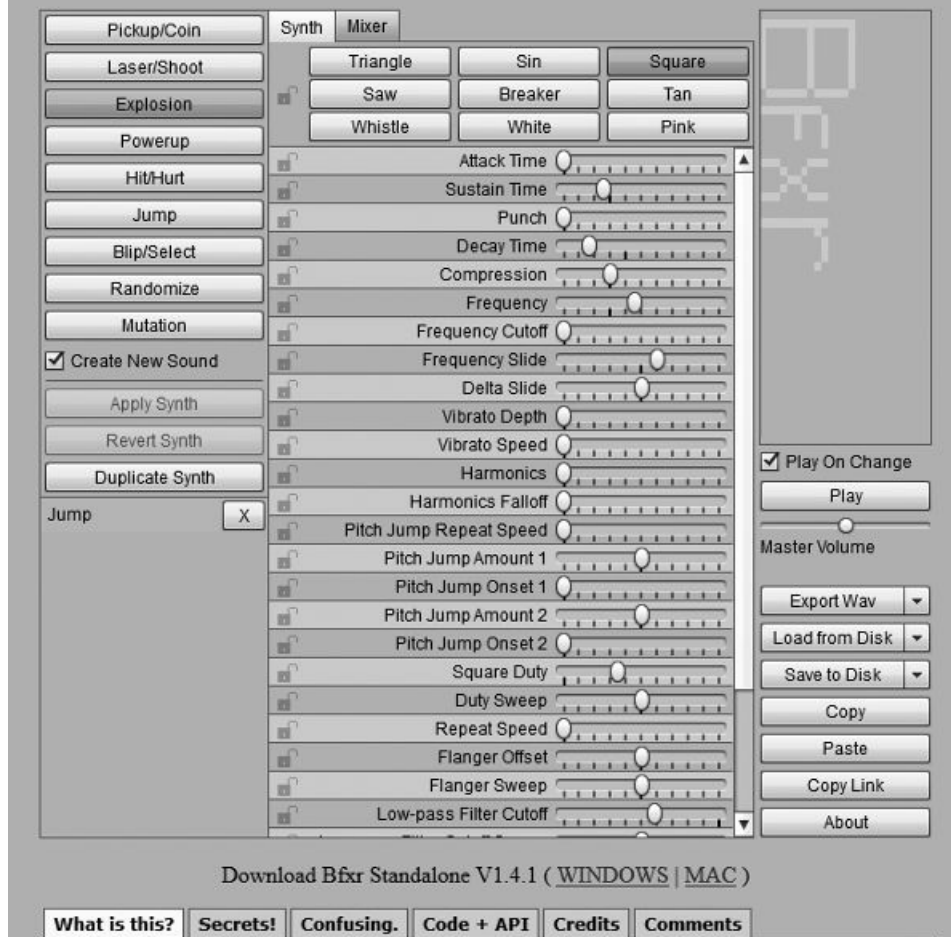 Pickup/Coin
Laser/Shoot
Explosion
Powerup
Hit/Hurt
Jump
Blip/Select
Randomize
Mutation
Create New Sound
Apply Synth
Revert Synth
Duplicate Synth
Jump X
Synth Mixer
Triangle Sin Square
Saw Breaker Tan
Whistle White Pink
Attack Time
Sustain Time
Punch
Decay Time
Compression
Frequency
Frequency Cutoff
Frequency Slide
Delta Slide
Vibrato Depth
Vibrato Speed
Harmonics
Harmonics Falloff
Pitch Jump Repeat Speed
Pitch Jump Amount 1
Pitch Jump Onset 1
Pitch Jump Amount 2
Pitch Jump Onset 2
Square Duty
Duty Sweep
Repeat Speed
Flanger Offset
Flanger Sweep
Low-pass Filter Cutoff
Bfxr
Play On Change
Play
Master Volume
Export Wav
Load from Disk
Save to Disk
Copy
Paste
Copy Link
About
Download Bfxr Standalone V1.4.1 ( WINDOWS | MAC )
What is this? Secrets! Confusing. Code + API Credits Comments